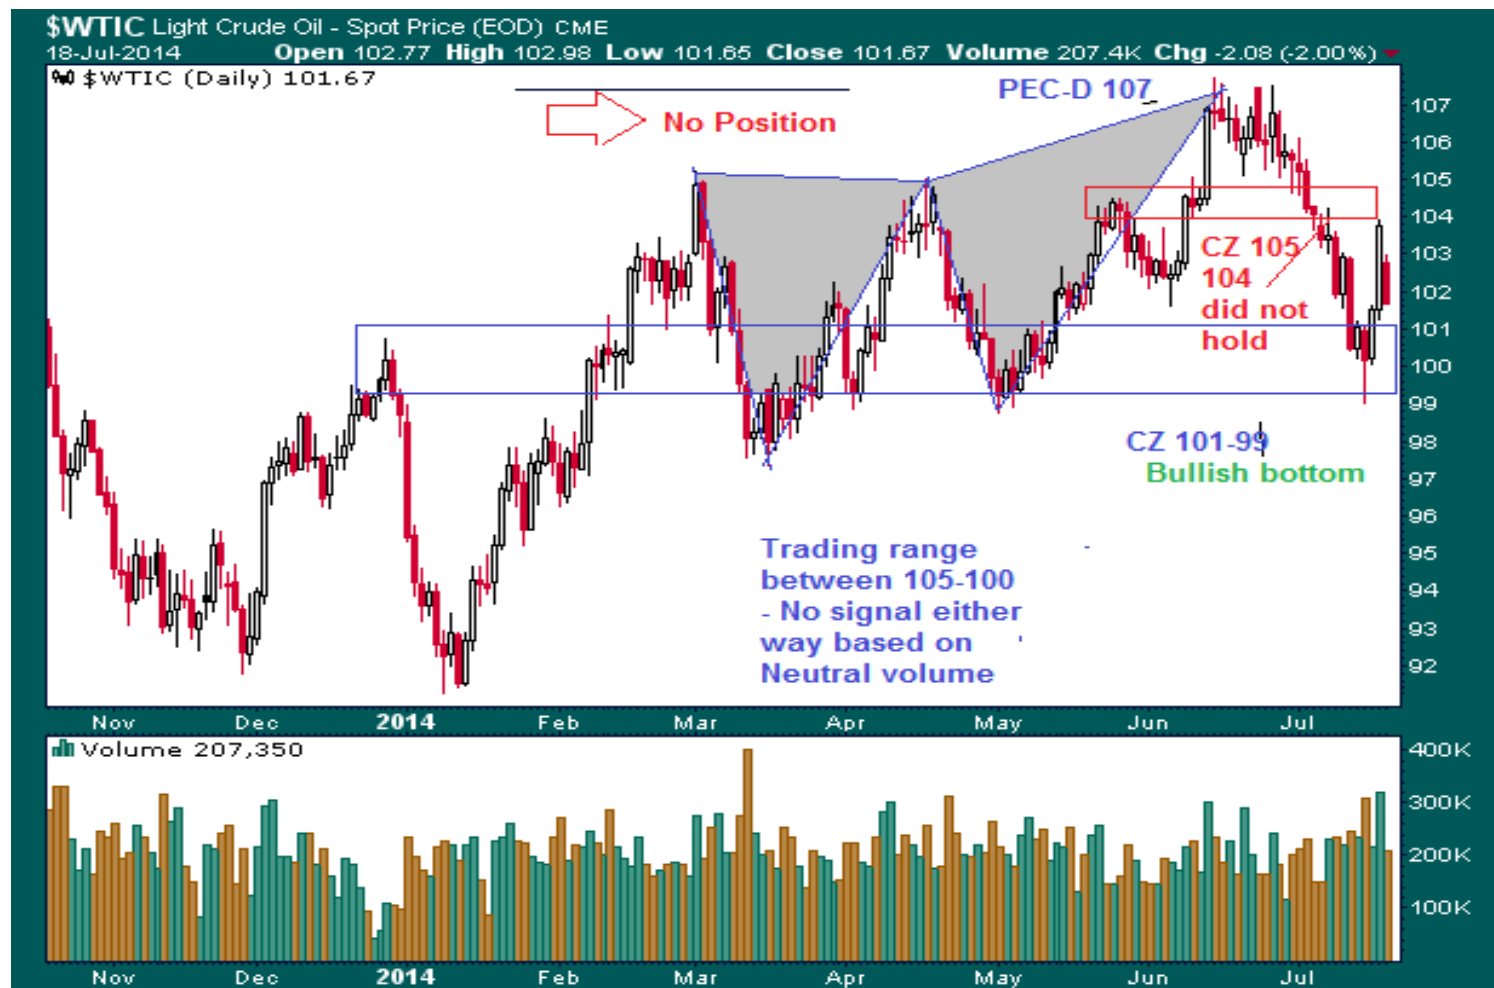 $WTIC Light Crude Oil - Spot Price (EOD) CME
18-Jul-2014 Open 102.77 High 102.98 Low 101.65 Close 101.67 Volume 207.4K Chg -2.08 (-2.00%)
$WTIC (Daily) 101.67
PEC-D 107
No Position
107
106
105
104
103
102
101
100
99
98
97
96
95
94
93
92
CZ 105
104
did not
hold
CZ 101-99
Bullish bottom
Trading range
between 105-100
- No signal either
way based on
Neutral volume
Nov Dec 2014 Feb Mar Apr May Jun Jul
Volume 207,350
400K
300K
200K
100K
Nov Dec 2014 Feb Mar Apr May Jun Jul